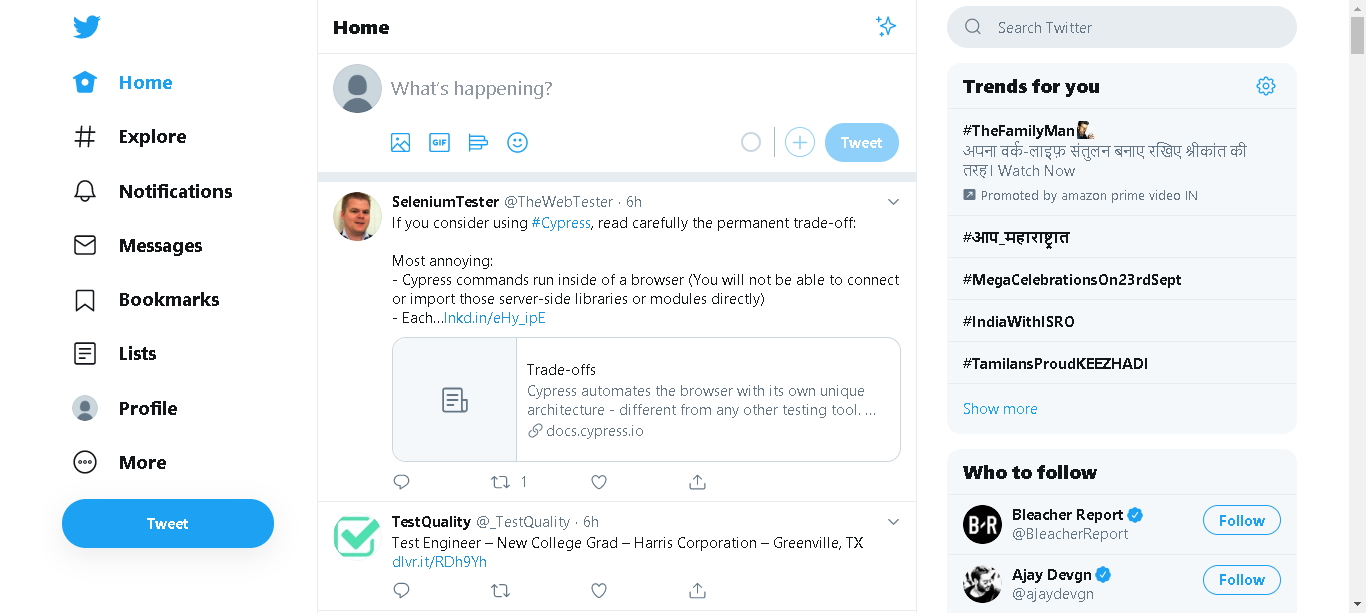 Home
Explore
Notifications
Messages
Bookmarks
Lists
Profile
More
Tweet
Home
What's happening?
GIF
Tweet
SeleniumTester @TheWebTester · 6h
If you consider using #Cypress, read carefully the permanent trade-off:
Most annoying:
- Cypress commands run inside of a browser (You will not be able to connect
or import those server-side libraries or modules directly)
- Each...lnkd.in/eHy_ipE
Trade-offs
Cypress automates the browser with its own unique
architecture - different from any other testing tool. ...
docs.cypress.io
1
TestQuality @_TestQuality · 6h
Test Engineer – New College Grad – Harris Corporation – Greenville, TX
dlvr.it/RDh9Yh
Search Twitter
Trends for you
#TheFamilyMan
अपना वर्क-लाइफ़ संतुलन बनाए रखिए श्रीकांत की
तरह। Watch Now
Promoted by amazon prime video IN
#आप_महाराष्ट्रात
#MegaCelebrationsOn23rdSept
#IndiaWithISRO
#TamilansProudKEEZHADI
Show more
Who to follow
B/R
Bleacher Report
@BleacherReport
Follow
Ajay Devgn
@ajaydevgn
Follow